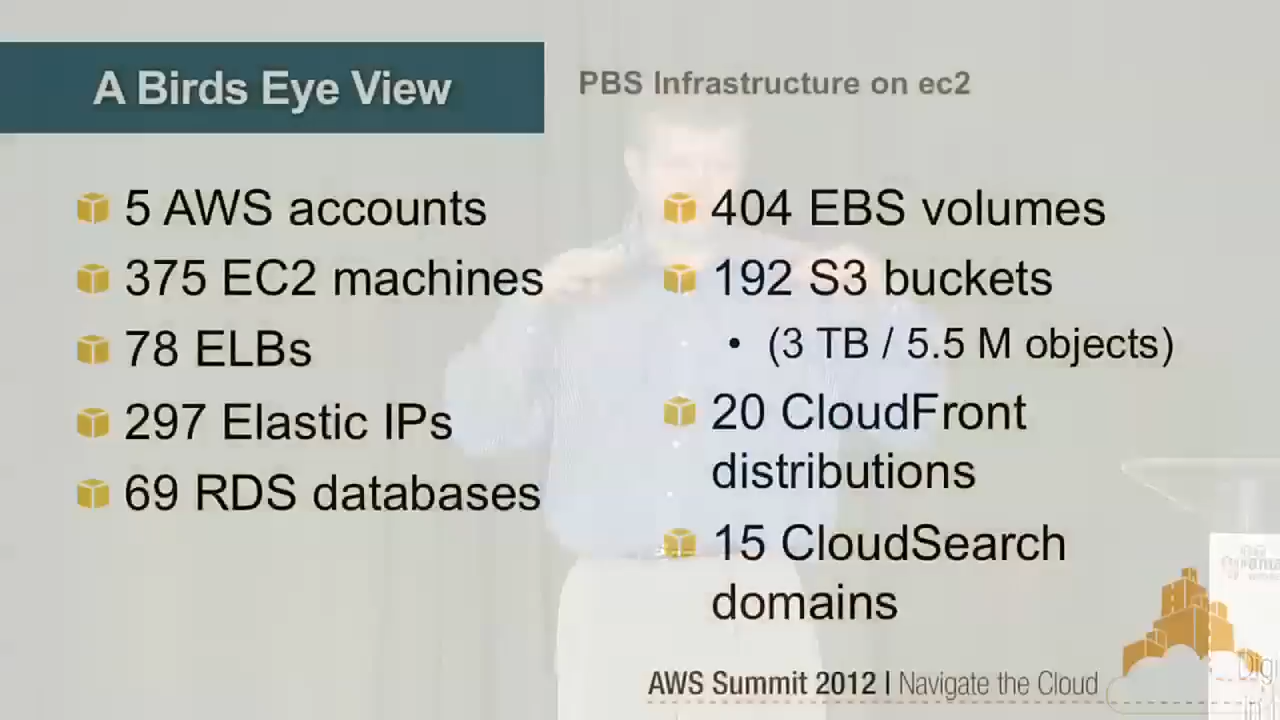 A Birds Eye View
PBS Infrastructure on ec2
5 AWS accounts
375 EC2 machines
78 ELBs
297 Elastic IPs
69 RDS databases
404 EBS volumes
192 S3 buckets
• (3 TB / 5.5 M objects)
20 CloudFront
distributions
15 CloudSearch
domains
AWS Summit 2012 | Navigate the Cloud